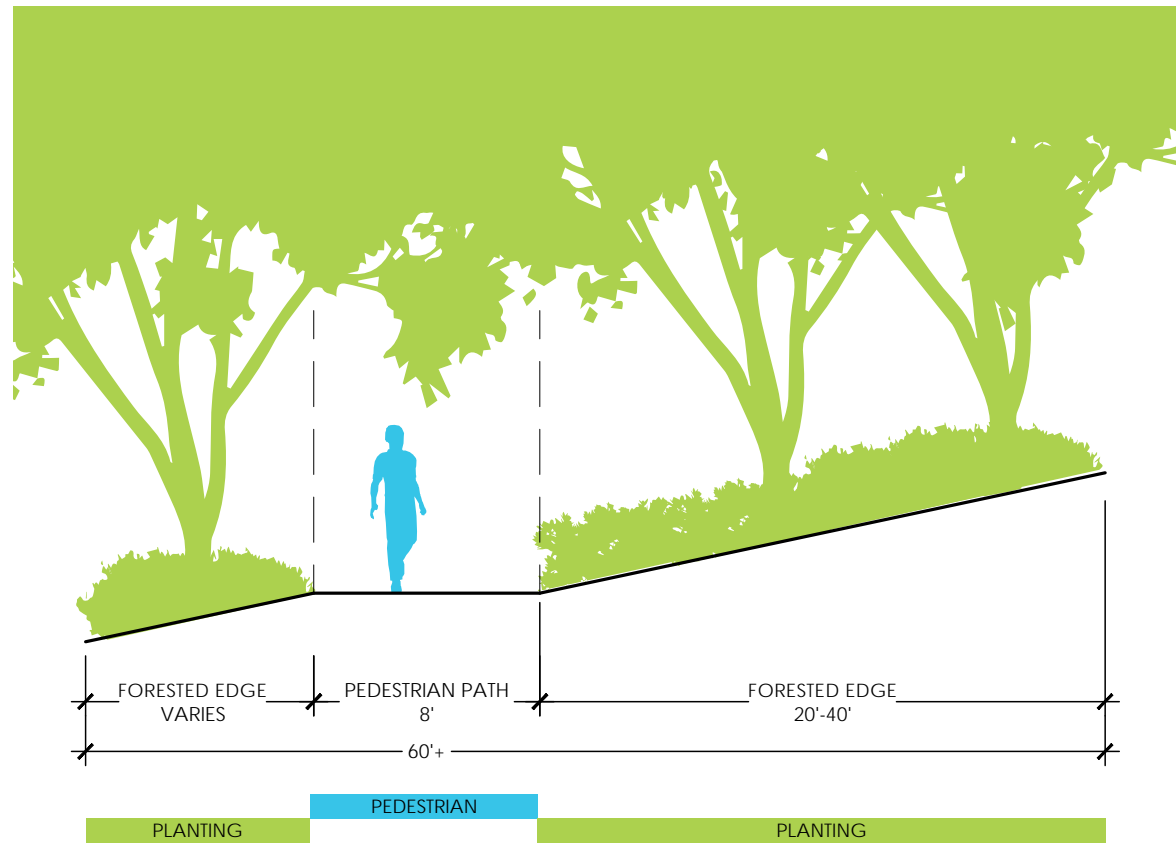 FORESTED EDGE
VARIES
PEDESTRIAN PATH
8'
FORESTED EDGE
20'-40'
60'+
PEDESTRIAN
PLANTING
PLANTING